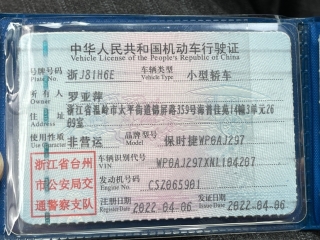 中华人民共和国机动车行驶证
Vehicle License of the People's Republic of China
号牌号码 浙J81H6E 车辆类型 小型轿车
Plate No. Vehicle Type
所有人 罗亚萍
Owner
住址 浙江省温岭市太平街道锦屏路359号海普佳苑14幢3单元26
Address 05室
使用性质 非营运 品牌型号 保时捷WP0AJ297
Use Character Model
浙江省台州
市公安局交
通警察支队
车辆识别代号 WP0AJ297XNL104207
VIN
发动机号码 CSZ065901
Engine No.
注册日期 2022-04-06 发证日期 2022-04-06
Register Date Issue Date